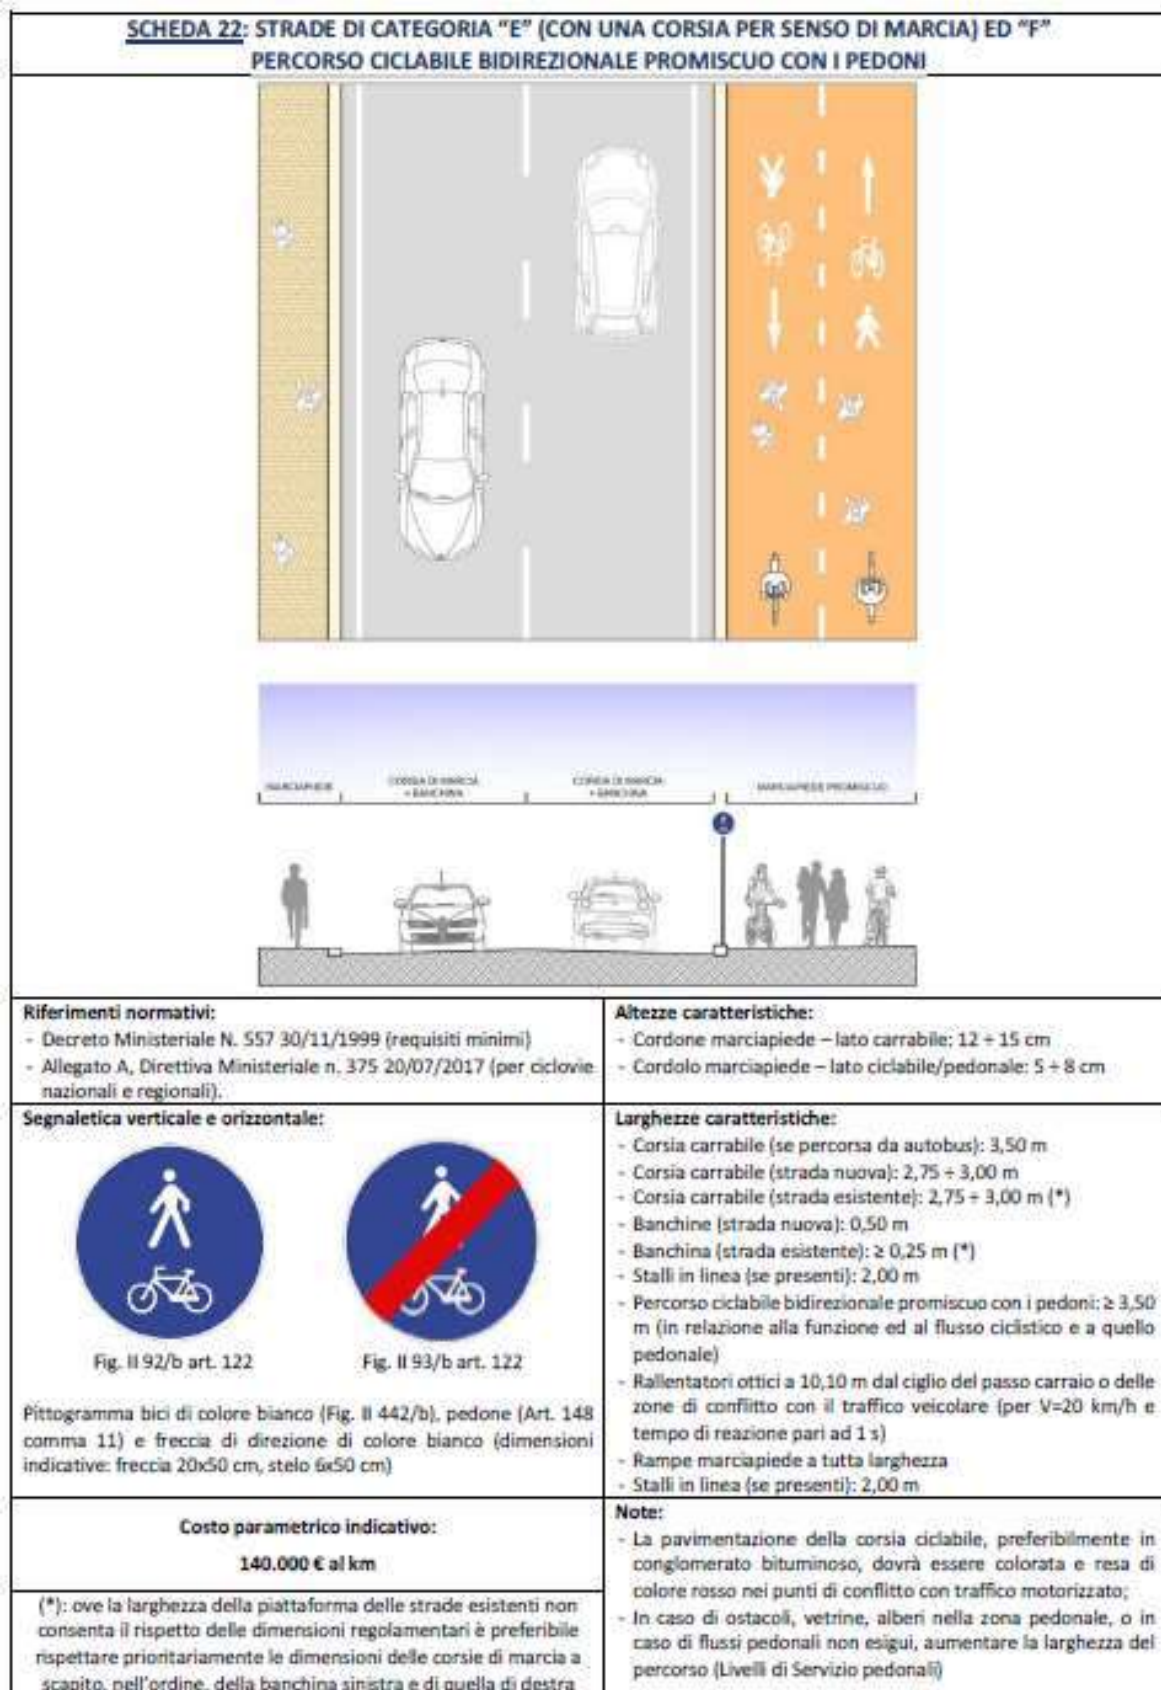 SCHEDA 22: STRADE DI CATEGORIA "E" (CON UNA CORSIA PER SENSO DI MARCIA) ED "F"
PERCORSO CICLABILE BIDIREZIONALE PROMISCUO CON I PEDONI
MARCIAPIEDE
CORSIA DI MARCIA
+ BANCHINA
CORSIA DI MARCIA
+ BANCHINA
MARCIAPIEDE PROMISCUO
Riferimenti normativi:
- Decreto Ministeriale N. 557 30/11/1999 (requisiti minimi)
- Allegato A, Direttiva Ministeriale n. 375 20/07/2017 (per ciclovie
nazionali e regionali).
Altezze caratteristiche:
- Cordone marciapiede – lato carrabile: 12 ÷ 15 cm
- Cordolo marciapiede – lato ciclabile/pedonale: 5 ÷ 8 cm
Segnaletica verticale e orizzontale:
Fig. II 92/b art. 122
Fig. II 93/b art. 122
Pittogramma bici di colore bianco (Fig. II 442/b), pedone (Art. 148
comma 11) e freccia di direzione di colore bianco (dimensioni
indicative: freccia 20x50 cm, stelo 6x50 cm)
Larghezze caratteristiche:
- Corsia carrabile (se percorsa da autobus): 3,50 m
- Corsia carrabile (strada nuova): 2,75 ÷ 3,00 m
- Corsia carrabile (strada esistente): 2,75 ÷ 3,00 m (*)
- Banchine (strada nuova): 0,50 m
- Banchina (strada esistente): ≥ 0,25 m (*)
- Stalli in linea (se presenti): 2,00 m
- Percorso ciclabile bidirezionale promiscuo con i pedoni: ≥ 3,50
m (in relazione alla funzione ed al flusso ciclistico e a quello
pedonale)
- Rallentatori ottici a 10,10 m dal ciglio del passo carraio o delle
zone di conflitto con il traffico veicolare (per V=20 km/h e
tempo di reazione pari ad 1 s)
- Rampe marciapiede a tutta larghezza
- Stalli in linea (se presenti): 2,00 m
Costo parametrico indicativo:
140.000 € al km
(*): ove la larghezza della piattaforma delle strade esistenti non
consenta il rispetto delle dimensioni regolamentari è preferibile
rispettare prioritariamente le dimensioni delle corsie di marcia a
scapito, nell'ordine, della banchina sinistra e di quella di destra
Note:
- La pavimentazione della corsia ciclabile, preferibilmente in
conglomerato bituminoso, dovrà essere colorata e resa di
colore rosso nei punti di conflitto con traffico motorizzato;
- In caso di ostacoli, vetrine, alberi nella zona pedonale, o in
caso di flussi pedonali non esigui, aumentare la larghezza del
percorso (Livelli di Servizio pedonali)